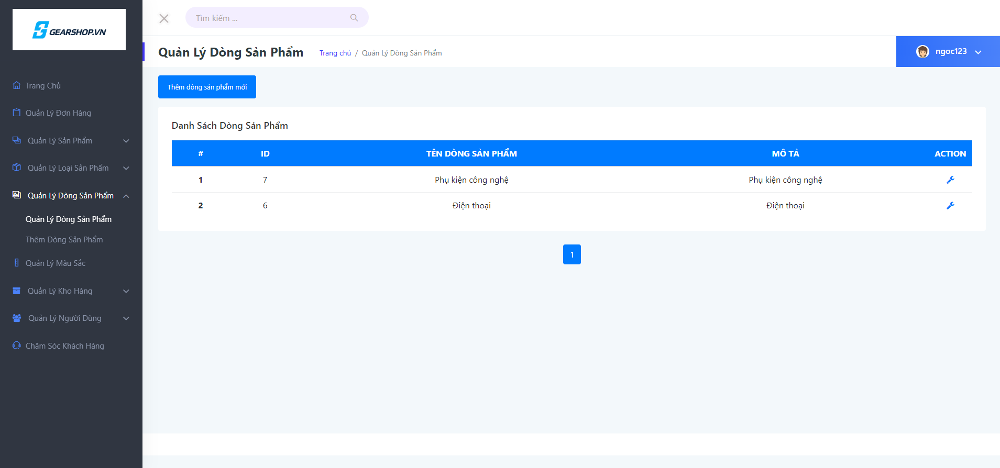 GEARSHOP.VN
Tìm kiếm ...
Quản Lý Dòng Sản Phẩm
Trang chủ / Quản Lý Dòng Sản Phẩm
ngoc123
Trang Chủ
Quản Lý Đơn Hàng
Quản Lý Sản Phẩm
Quản Lý Loại Sản Phẩm
Quản Lý Dòng Sản Phẩm
Quản Lý Dòng Sản Phẩm
Thêm Dòng Sản Phẩm
Quản Lý Màu Sắc
Quản Lý Kho Hàng
Quản Lý Người Dùng
Chăm Sóc Khách Hàng
Thêm dòng sản phẩm mới
Danh Sách Dòng Sản Phẩm
# ID TÊN DÒNG SẢN PHẨM MÔ TẢ ACTION
1 7 Phụ kiện công nghệ Phụ kiện công nghệ
2 6 Điện thoại Điện thoại
1